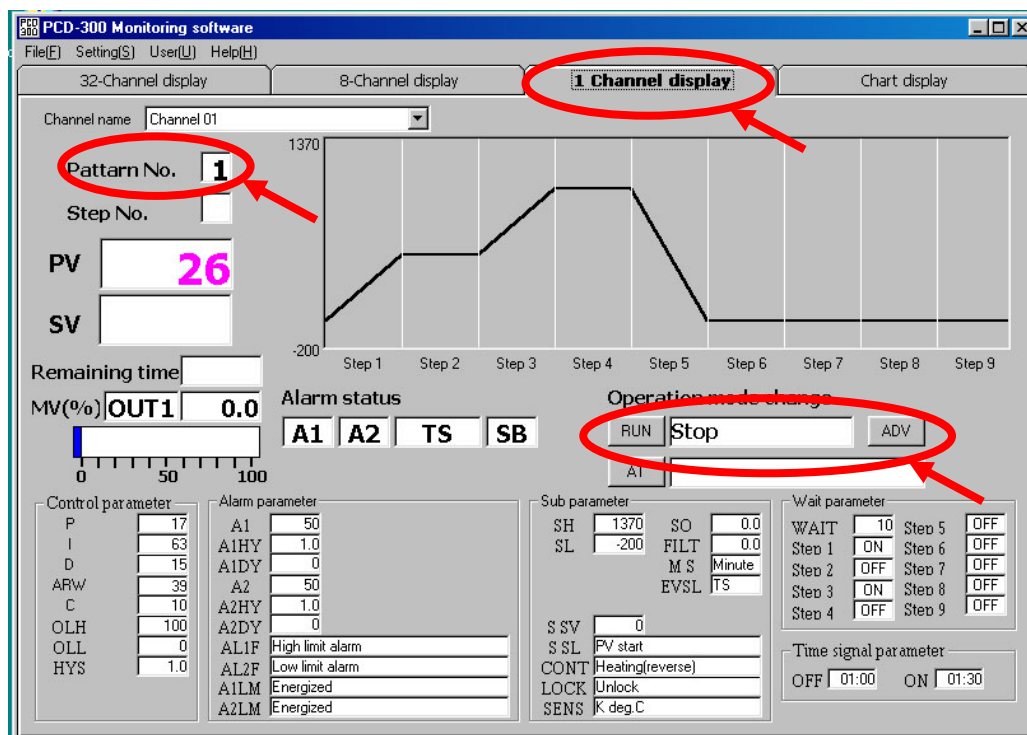 PCD-300 Monitoring software
File(F) Setting(S) User(U) Help(H)
32-Channel display 8-Channel display 1 Channel display Chart display
Channel name Channel 01
Pattarn No. 1
Step No.
PV 26
SV
Remaining time
MV(%) OUT1 0.0
0 50 100
1370
-200
Step 1 Step 2 Step 3 Step 4 Step 5 Step 6 Step 7 Step 8 Step 9
Alarm status
A1 A2 TS SB
Operation mode change
RUN Stop ADV
AT
Control parameter
P 17
I 63
D 15
ARW 39
C 10
OLH 100
OLL 0
HYS 1.0
Alarm parameter
A1 50
A1HY 1.0
A1DY 0
A2 50
A2HY 1.0
A2DY 0
AL1F High limit alarm
AL2F Low limit alarm
A1LM Energized
A2LM Energized
Sub parameter
SH 1370 SO 0.0
SL -200 FILT 0.0
M S Minute
EVSL TS
S SV 0
S SL PV start
CONT Heating(reverse)
LOCK Unlock
SENS K deg.C
Wait parameter
WAIT 10 Step 5 OFF
Step 1 ON Step 6 OFF
Step 2 OFF Step 7 OFF
Step 3 ON Step 8 OFF
Step 4 OFF Step 9 OFF
Time signal parameter
OFF 01:00 ON 01:30